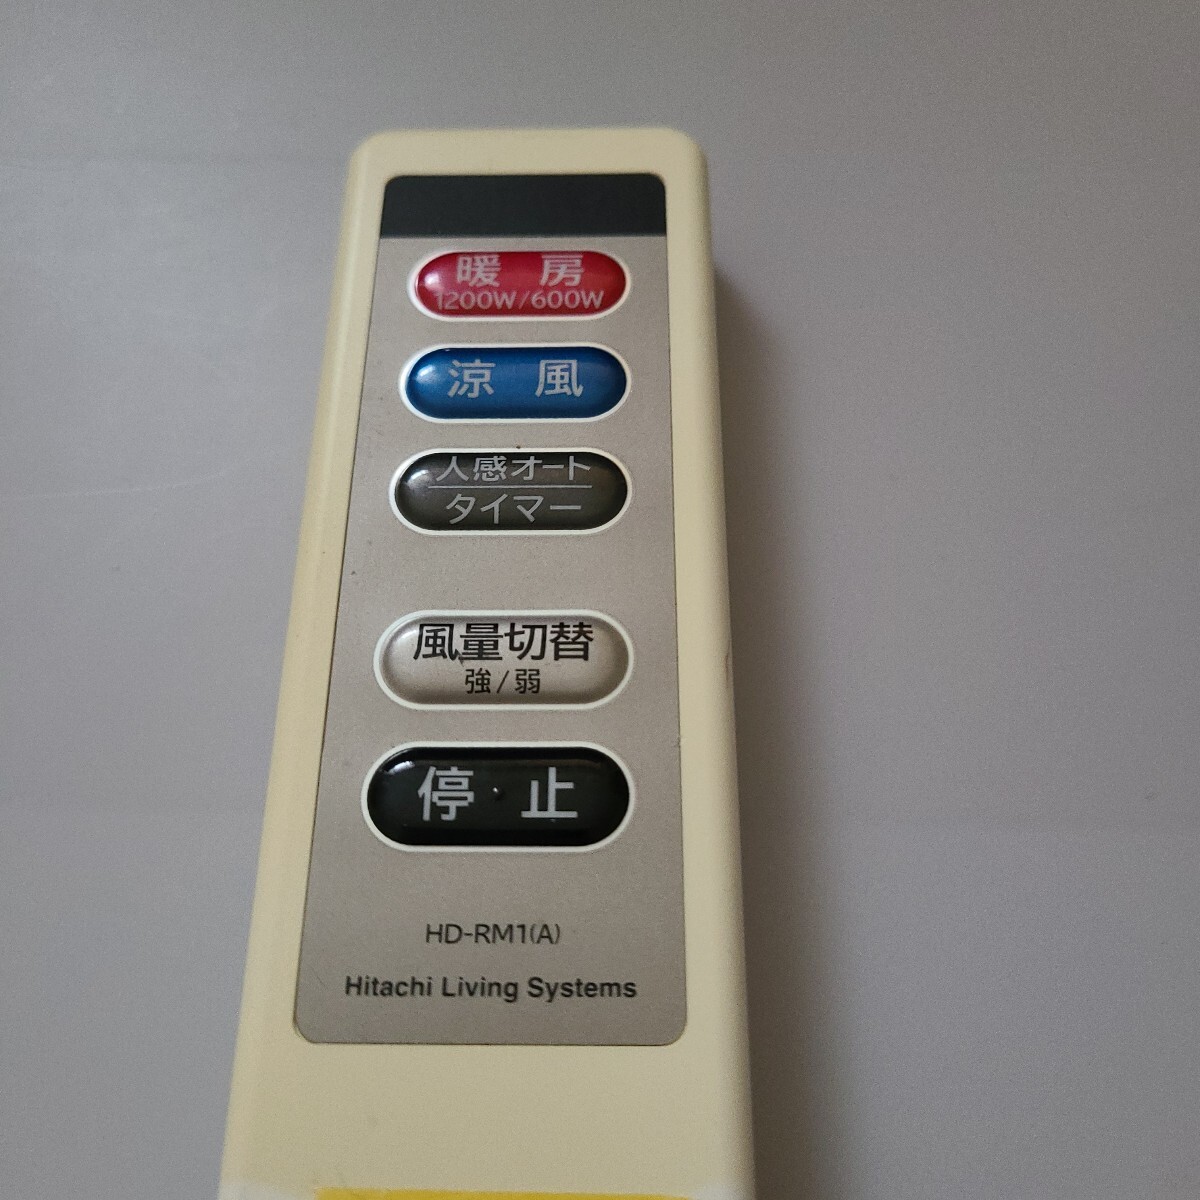 暖 房
1200W/600W
涼 風
人感オート
タイマー
風量切替
強/弱
停 止
HD-RM1(A)
Hitachi Living Systems